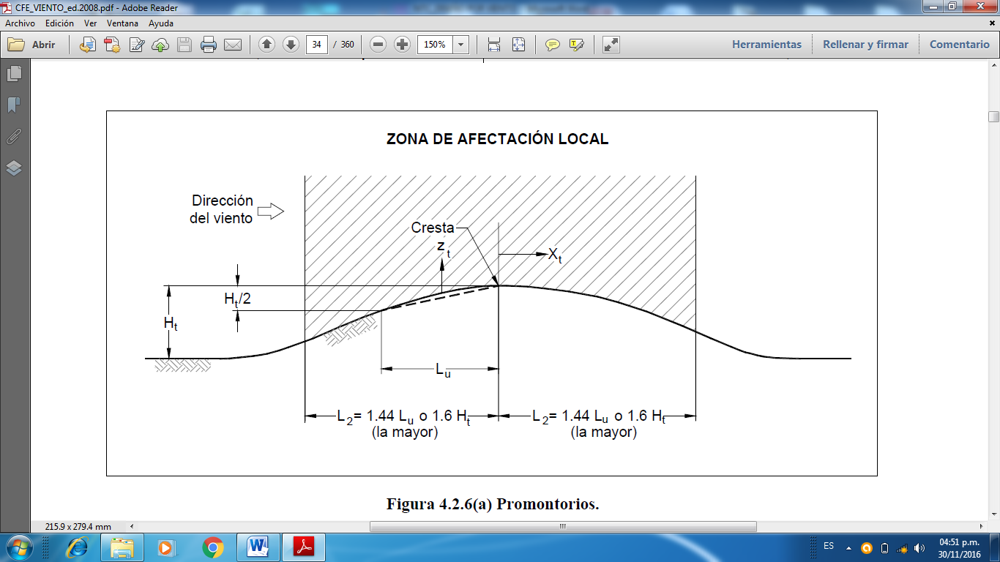 CFE_VIENTO_ed.2008.pdf - Adobe Reader
Archivo Edición Ver Ventana Ayuda
Abrir 34 / 360 150% Herramientas Rellenar y firmar Comentario
ZONA DE AFECTACIÓN LOCAL
Dirección
del viento
Cresta
z t
X t
H t /2
H t
L u
L 2 = 1.44 L u o 1.6 H t
(la mayor)
L 2 = 1.44 L u o 1.6 H t
(la mayor)
Figura 4.2.6(a) Promontorios.
215.9 x 279.4 mm
ES
04:51 p.m.
30/11/2016